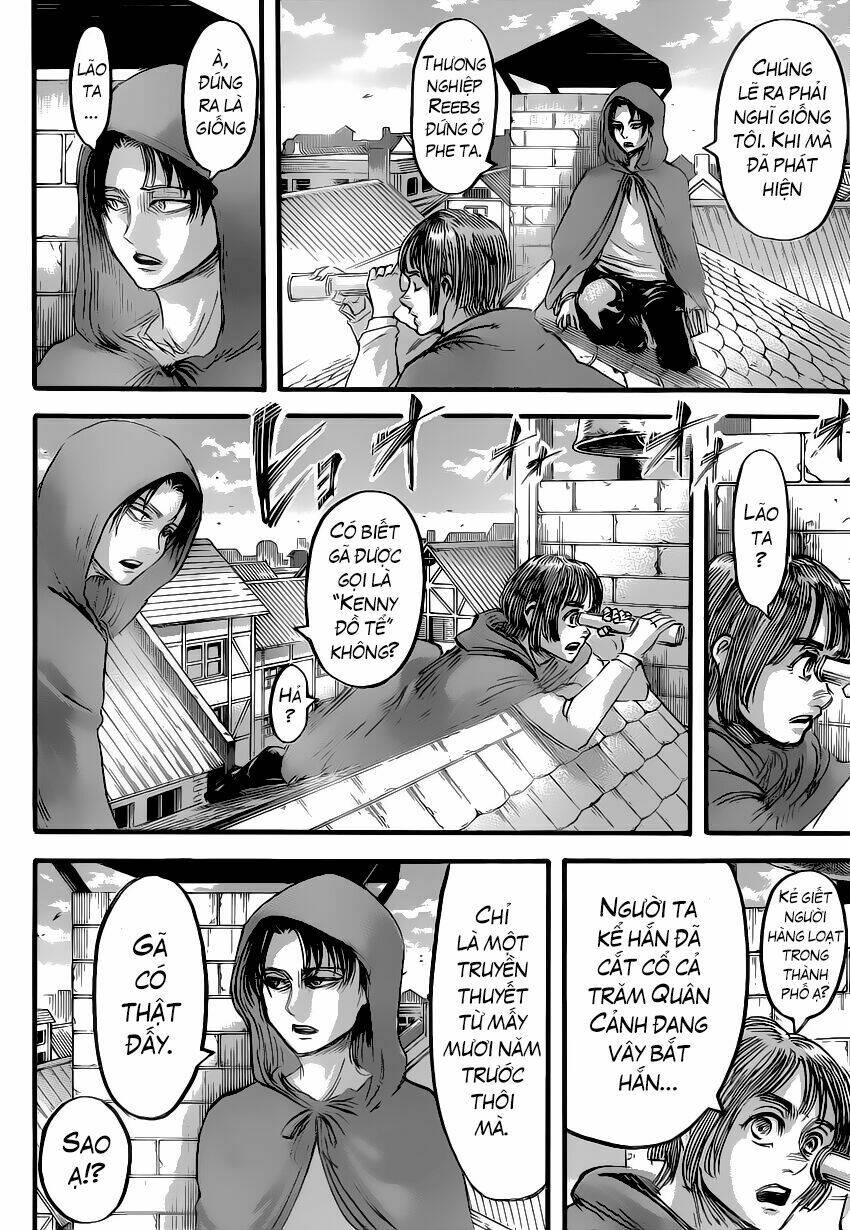 CHÚNG
LẼ RA PHẢI
NGHĨ GIỐNG
TÔI. KHI MÀ
ĐÃ PHÁT
HIỆN
THƯƠNG
NGHIỆP
REEBS
ĐỨNG Ở
PHE TA.
À,
ĐÚNG
RA LÀ
GIỐNG
LÃO
TA
...
LÃO
TA
?
CÓ BIẾT
GÃ ĐƯỢC
GỌI LÀ
“KENNY
ĐỒ TỂ”
KHÔNG?
HẢ
?
KẺ GIẾT
NGƯỜI
HÀNG LOẠT
TRONG
THÀNH
PHỐ Ạ?
NGƯỜI TA
KỂ HẮN ĐÃ
CẮT CỔ CẢ
TRĂM QUÂN
CẢNH ĐANG
VÂY BẮT
HẮN...
CHỈ
LÀ MỘT
TRUYỀN
THUYẾT
TỪ MẤY
MƯƠI NĂM
TRƯỚC
THÔI
MÀ.
GÃ
CÓ
THẬT
ĐẤY.
SAO
Ạ!?